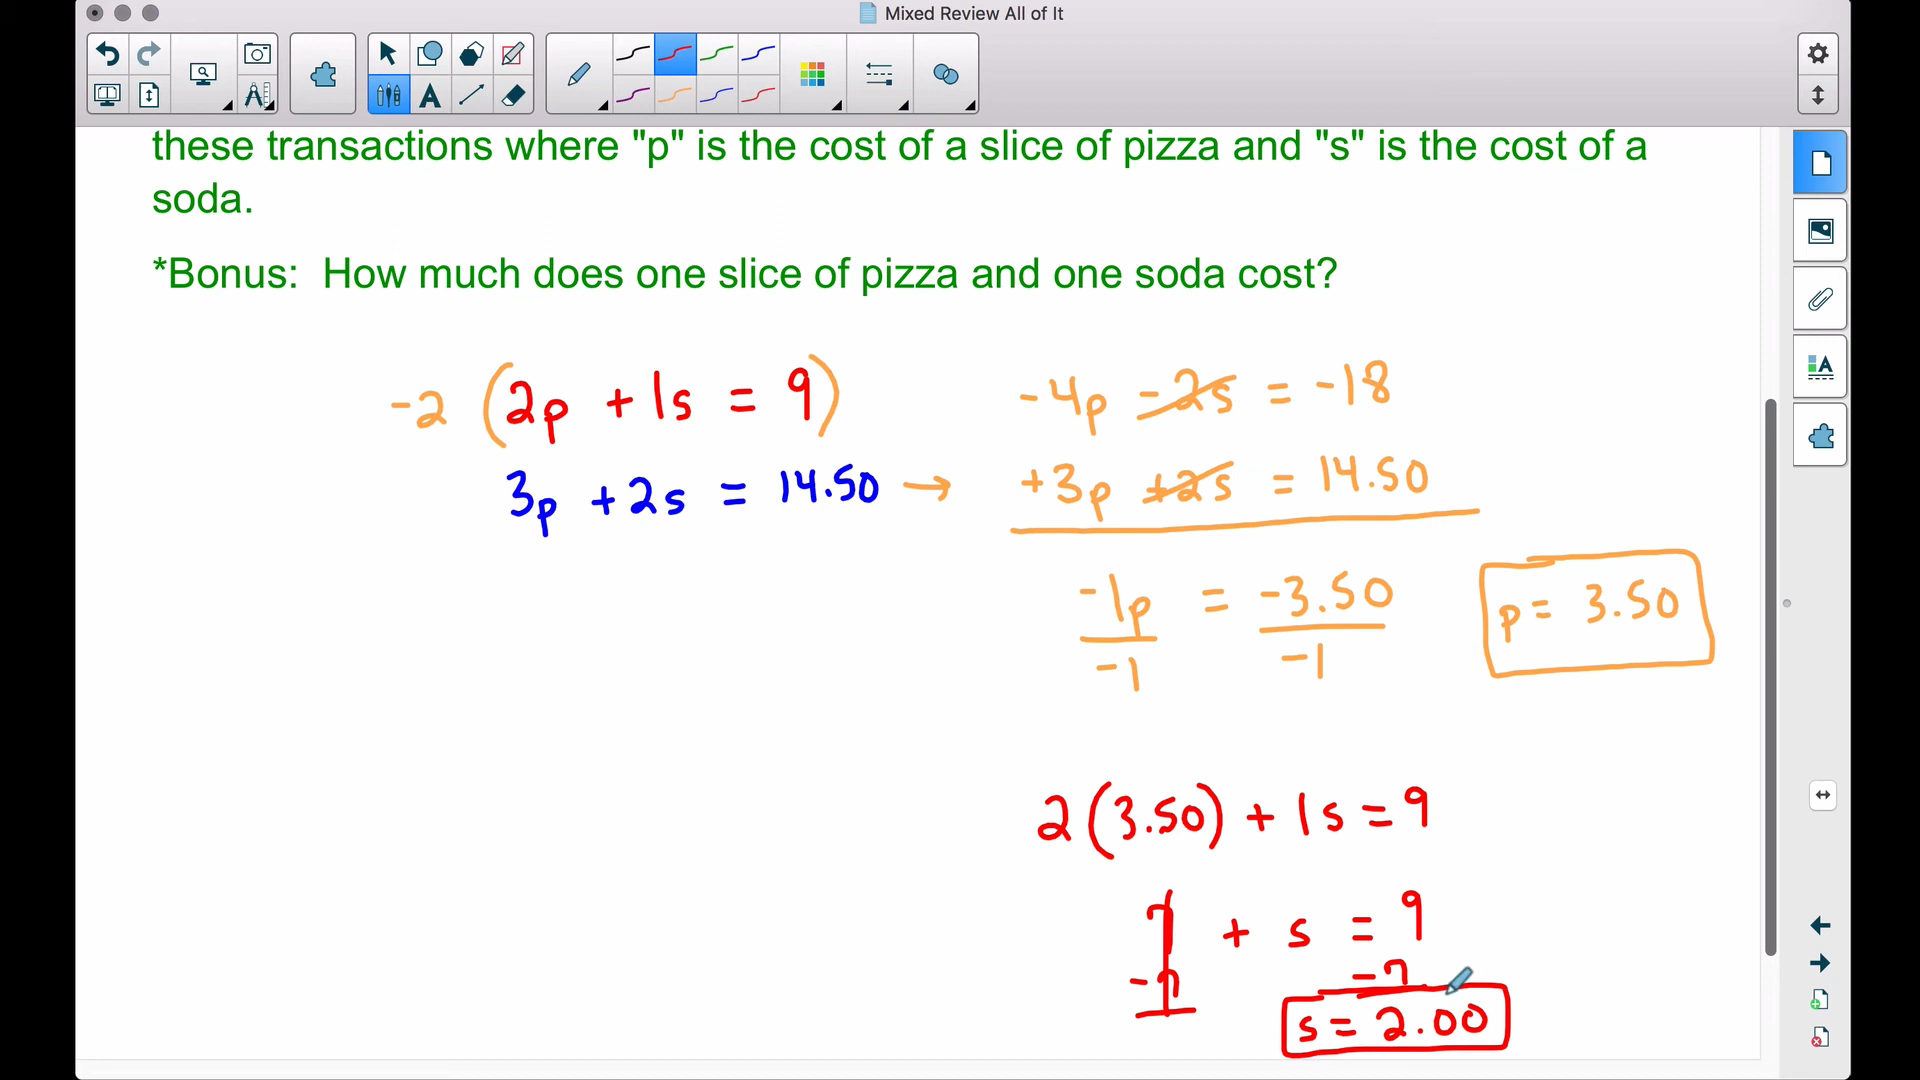 Mixed Review All of It
these transactions where "p" is the cost of a slice of pizza and "s" is the cost of a
soda.
*Bonus: How much does one slice of pizza and one soda cost?
-2 (2p + 1s = 9)
3p + 2s = 14.50 →
-4p - 2s = -18
+3p + 2s = 14.50
-1p = -3.50
-1 -1
p = 3.50
2(3.50) + 1s = 9
7 + s = 9
-7 -7
s = 2.00